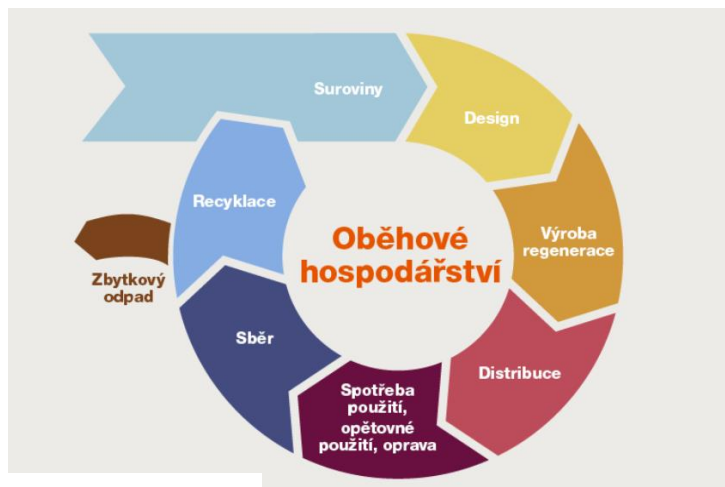 Suroviny
Design
Výroba
regenerace
Distribuce
Spotřeba
použití,
opětovné
použití, oprava
Sběr
Recyklace
Zbytkový
odpad
Oběhové
hospodářství